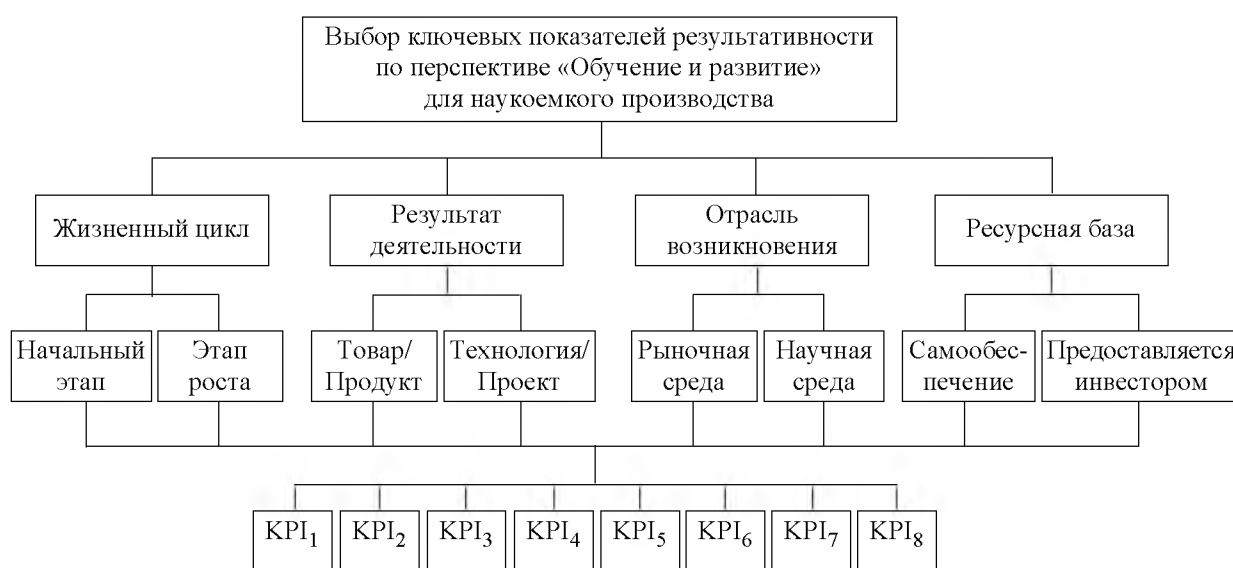 Выбор ключевых показателей результативности
по перспективе «Обучение и развитие»
для наукоемкого производства
Жизненный цикл
Результат
деятельности
Отрасль
возникновения
Ресурсная база
Начальный
этап
Этап
роста
Товар/
Продукт
Технология/
Проект
Рыночная
среда
Научная
среда
Самообес-
печение
Предоставляется
инвестором
KPI₁
KPI₂
KPI₃
KPI₄
KPI₅
KPI₆
KPI₇
KPI₈